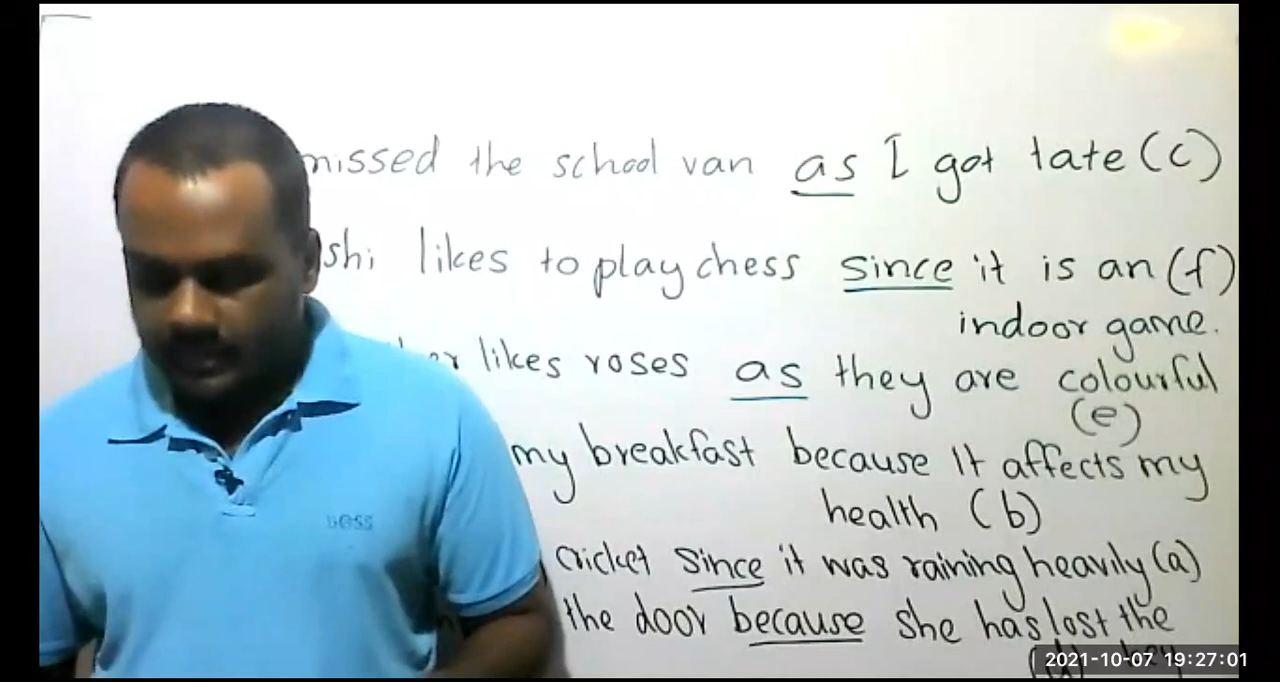 missed the school van as I got late (c)
shi likes to play chess since it is an (f)
indoor game.
er likes roses as they are colourful
(e)
my breakfast because It affects my
health (b)
cricket since it was raining heavily (a)
the door because she has lost the
(d) key
BOSS
2021-10-07 19:27:01